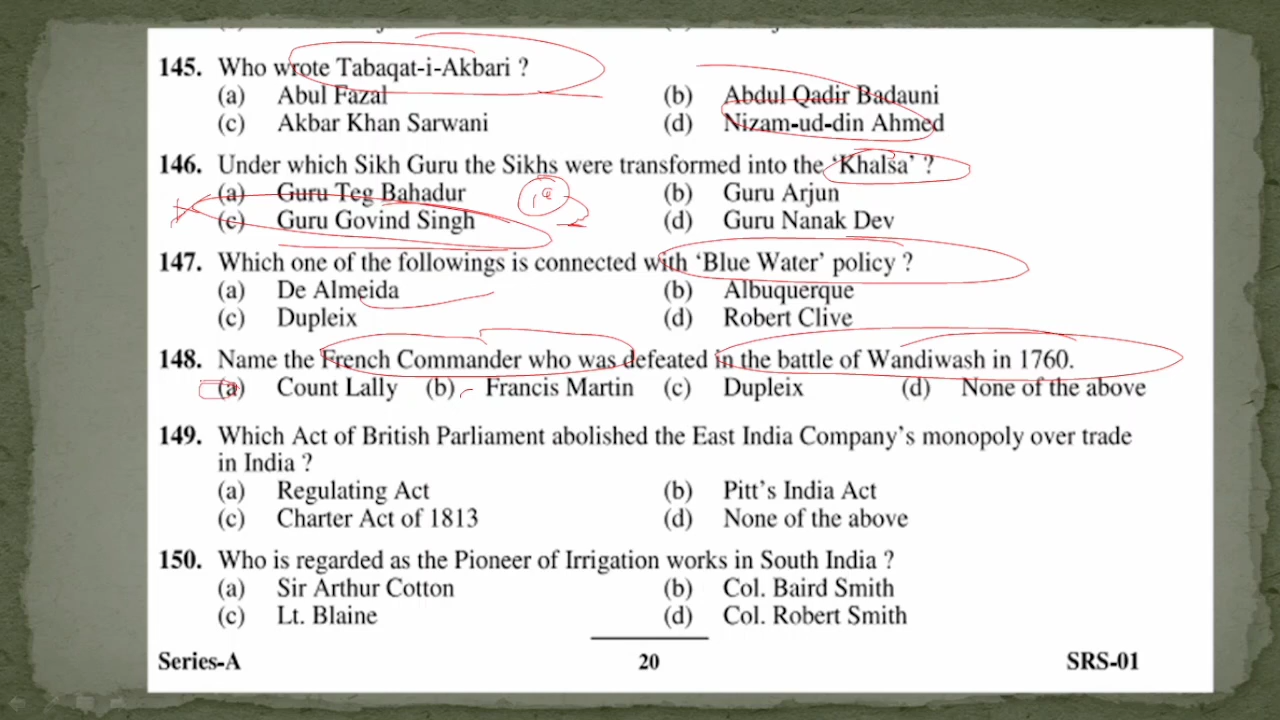 145. Who wrote Tabaqat-i-Akbari ?
(a) Abul Fazal (b) Abdul Qadir Badauni
(c) Akbar Khan Sarwani (d) Nizam-ud-din Ahmed
146. Under which Sikh Guru the Sikhs were transformed into the ‘Khalsa’ ?
(a) Guru Teg Bahadur (b) Guru Arjun
(c) Guru Govind Singh (d) Guru Nanak Dev
147. Which one of the followings is connected with ‘Blue Water’ policy ?
(a) De Almeida (b) Albuquerque
(c) Dupleix (d) Robert Clive
148. Name the French Commander who was defeated in the battle of Wandiwash in 1760.
(a) Count Lally (b) Francis Martin (c) Dupleix (d) None of the above
149. Which Act of British Parliament abolished the East India Company’s monopoly over trade
in India ?
(a) Regulating Act (b) Pitt’s India Act
(c) Charter Act of 1813 (d) None of the above
150. Who is regarded as the Pioneer of Irrigation works in South India ?
(a) Sir Arthur Cotton (b) Col. Baird Smith
(c) Lt. Blaine (d) Col. Robert Smith
Series-A 20 SRS-01